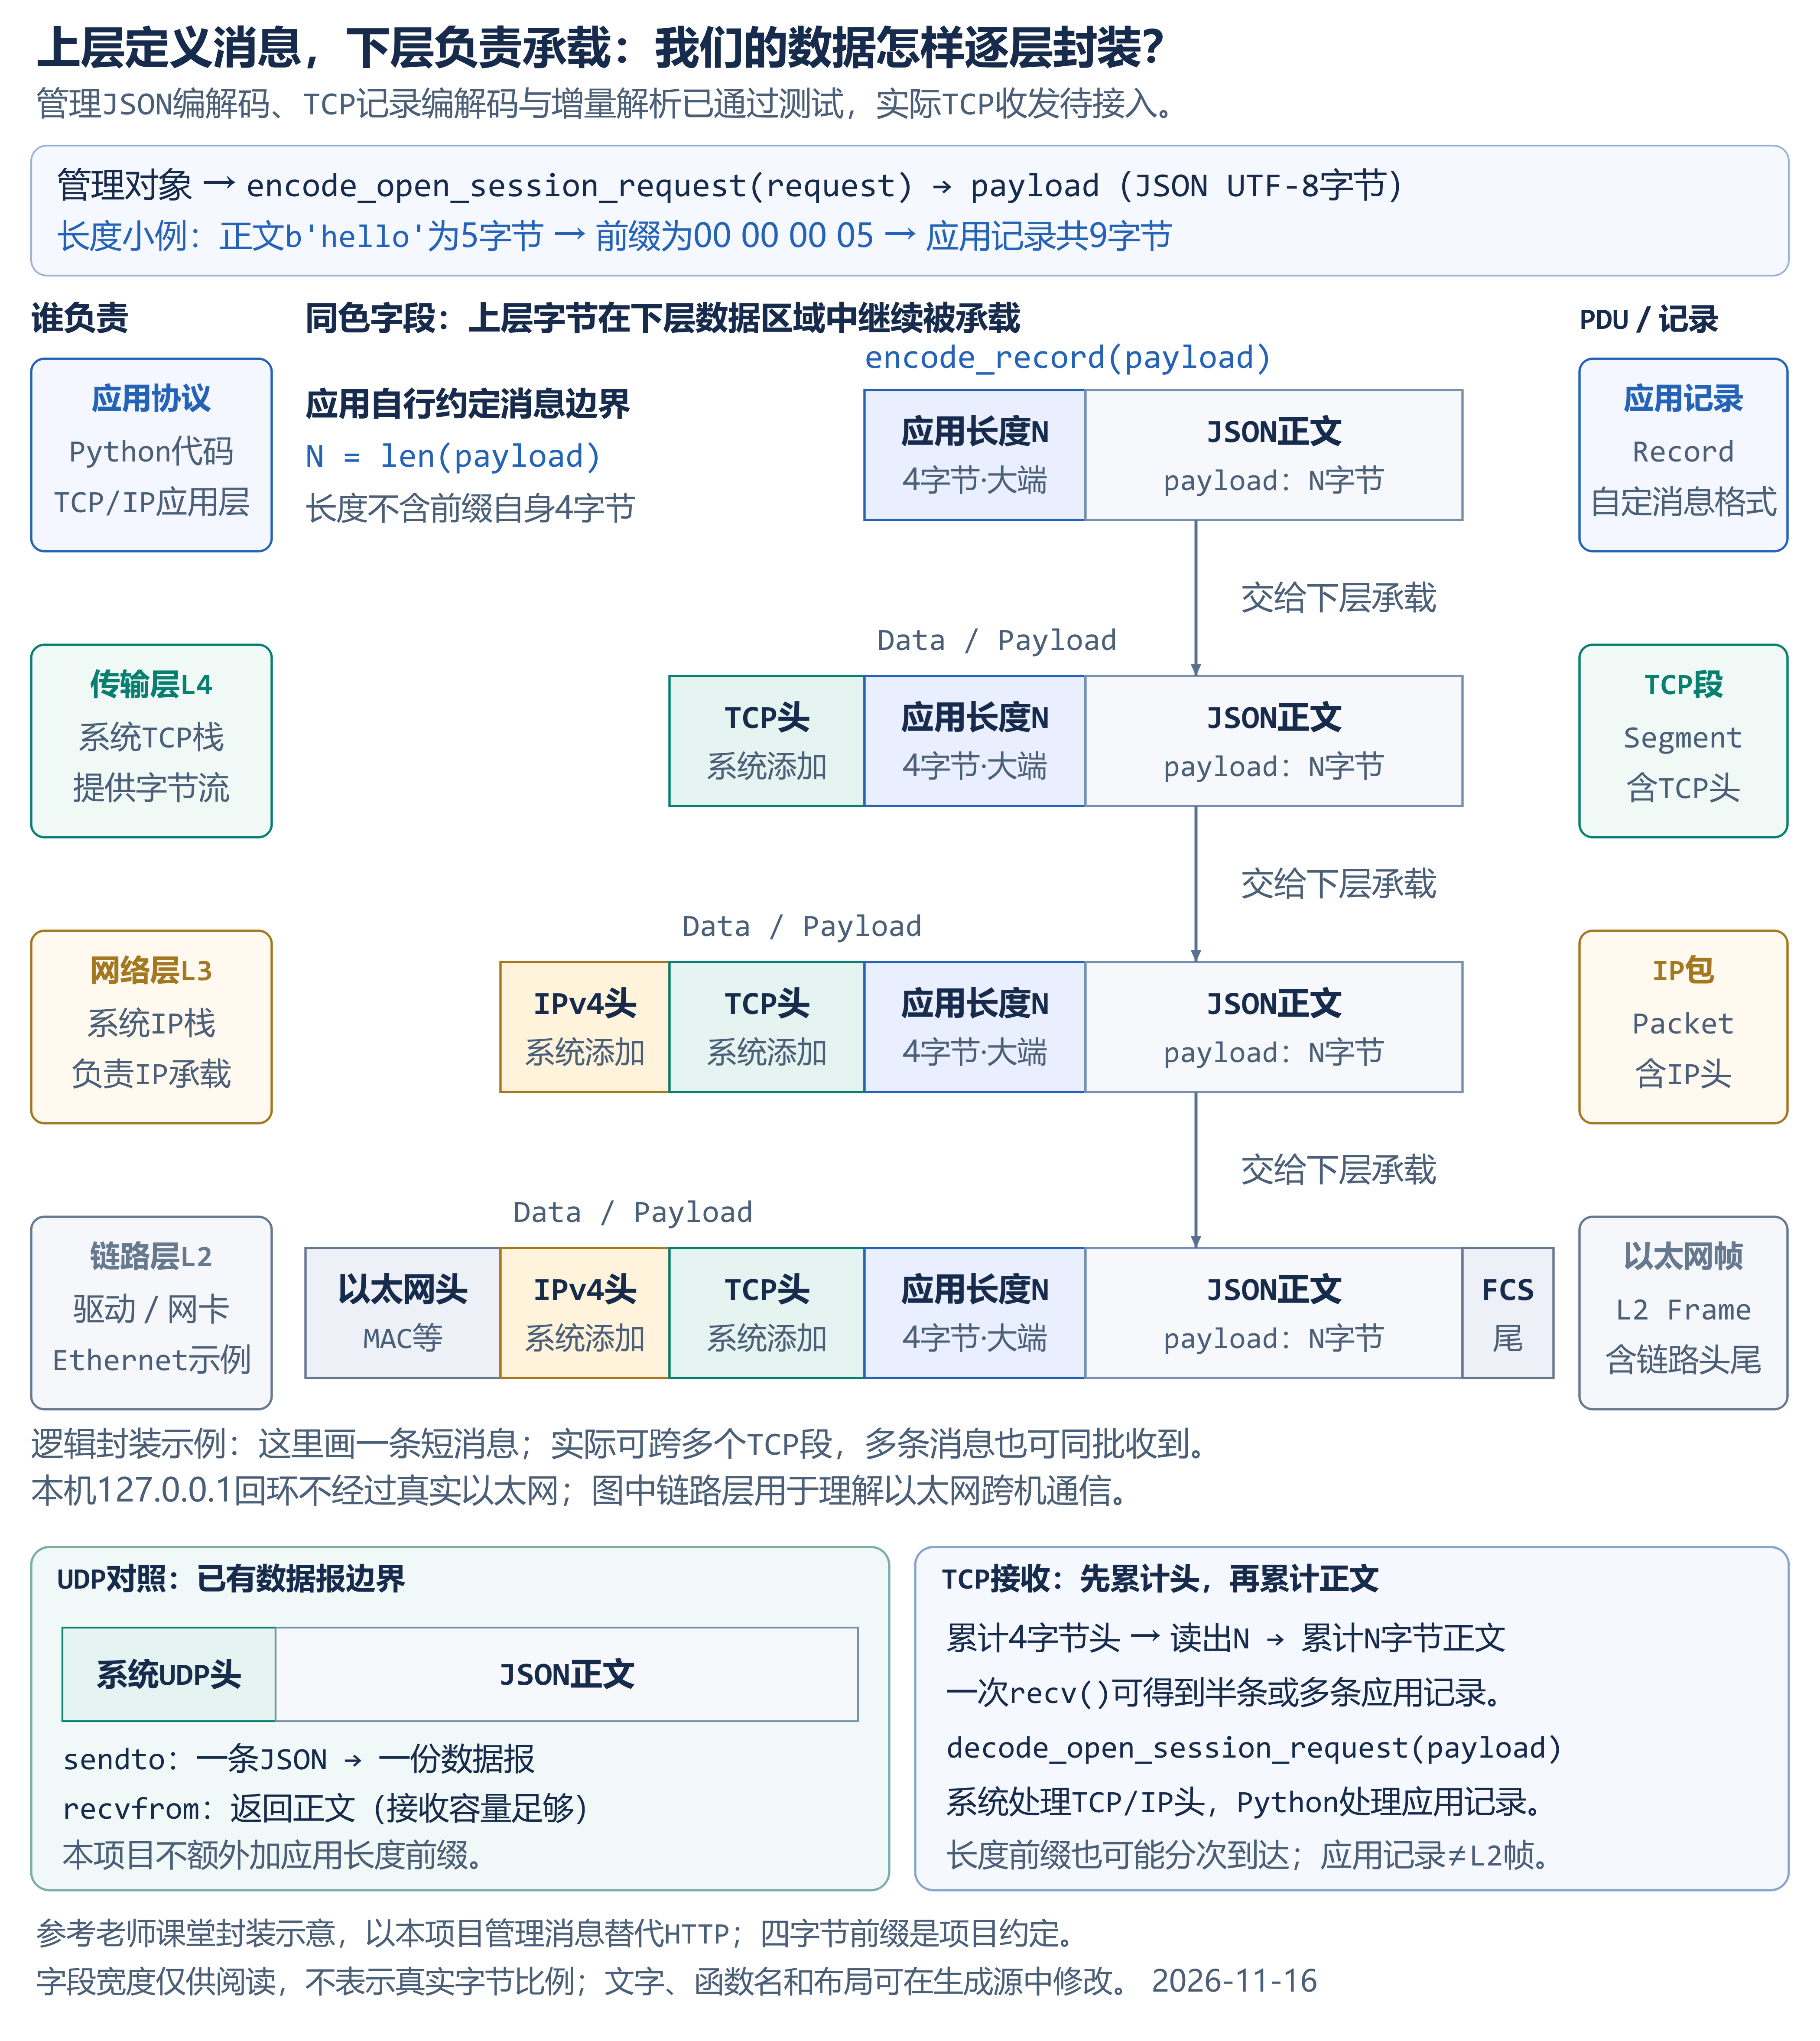 上层定义消息，下层负责承载：我们的数据怎样逐层封装？
管理JSON编解码、TCP记录编解码与增量解析已通过测试，实际TCP收发待接入。
管理对象 → encode_open_session_request(request) → payload (JSON UTF-8字节)
长度小例：正文b'hello'为5字节 → 前缀为00 00 00 05 → 应用记录共9字节
谁负责
同色字段：上层字节在下层数据区域中继续被承载
PDU / 记录
应用协议
Python代码
TCP/IP应用层
应用自行约定消息边界
N = len(payload)
长度不含前缀自身4字节
encode_record(payload)
应用长度N
4字节·大端
JSON正文
payload: N字节
应用记录
Record
自定消息格式
交给下层承载
传输层L4
系统TCP栈
提供字节流
Data / Payload
TCP头
系统添加
应用长度N
4字节·大端
JSON正文
payload: N字节
TCP段
Segment
含TCP头
交给下层承载
网络层L3
系统IP栈
负责IP承载
Data / Payload
IPv4头
系统添加
TCP头
系统添加
应用长度N
4字节·大端
JSON正文
payload: N字节
IP包
Packet
含IP头
交给下层承载
链路层L2
驱动 / 网卡
Ethernet示例
Data / Payload
以太网头
MAC等
IPv4头
系统添加
TCP头
系统添加
应用长度N
4字节·大端
JSON正文
payload: N字节
FCS
尾
以太网帧
L2 Frame
含链路头尾
逻辑封装示例：这里画一条短消息；实际可跨多个TCP段，多条消息也可同批收到。
本机127.0.0.1回环不经过真实以太网；图中链路层用于理解以太网跨机通信。
UDP对照：已有数据报边界
系统UDP头
JSON正文
sendto: 一条JSON → 一份数据报
recvfrom: 返回正文 (接收容量足够)
本项目不额外加应用长度前缀。
TCP接收：先累计头，再累计正文
累计4字节头 → 读出N → 累计N字节正文
一次recv()可得到半条或多条应用记录。
decode_open_session_request(payload)
系统处理TCP/IP头，Python处理应用记录。
长度前缀也可能分次到达；应用记录≠L2帧。
参考老师课堂封装示意，以本项目管理消息替代HTTP；四字节前缀是项目约定。
字段宽度仅供阅读，不表示真实字节比例；文字、函数名和布局可在生成源中修改。 2026-11-16